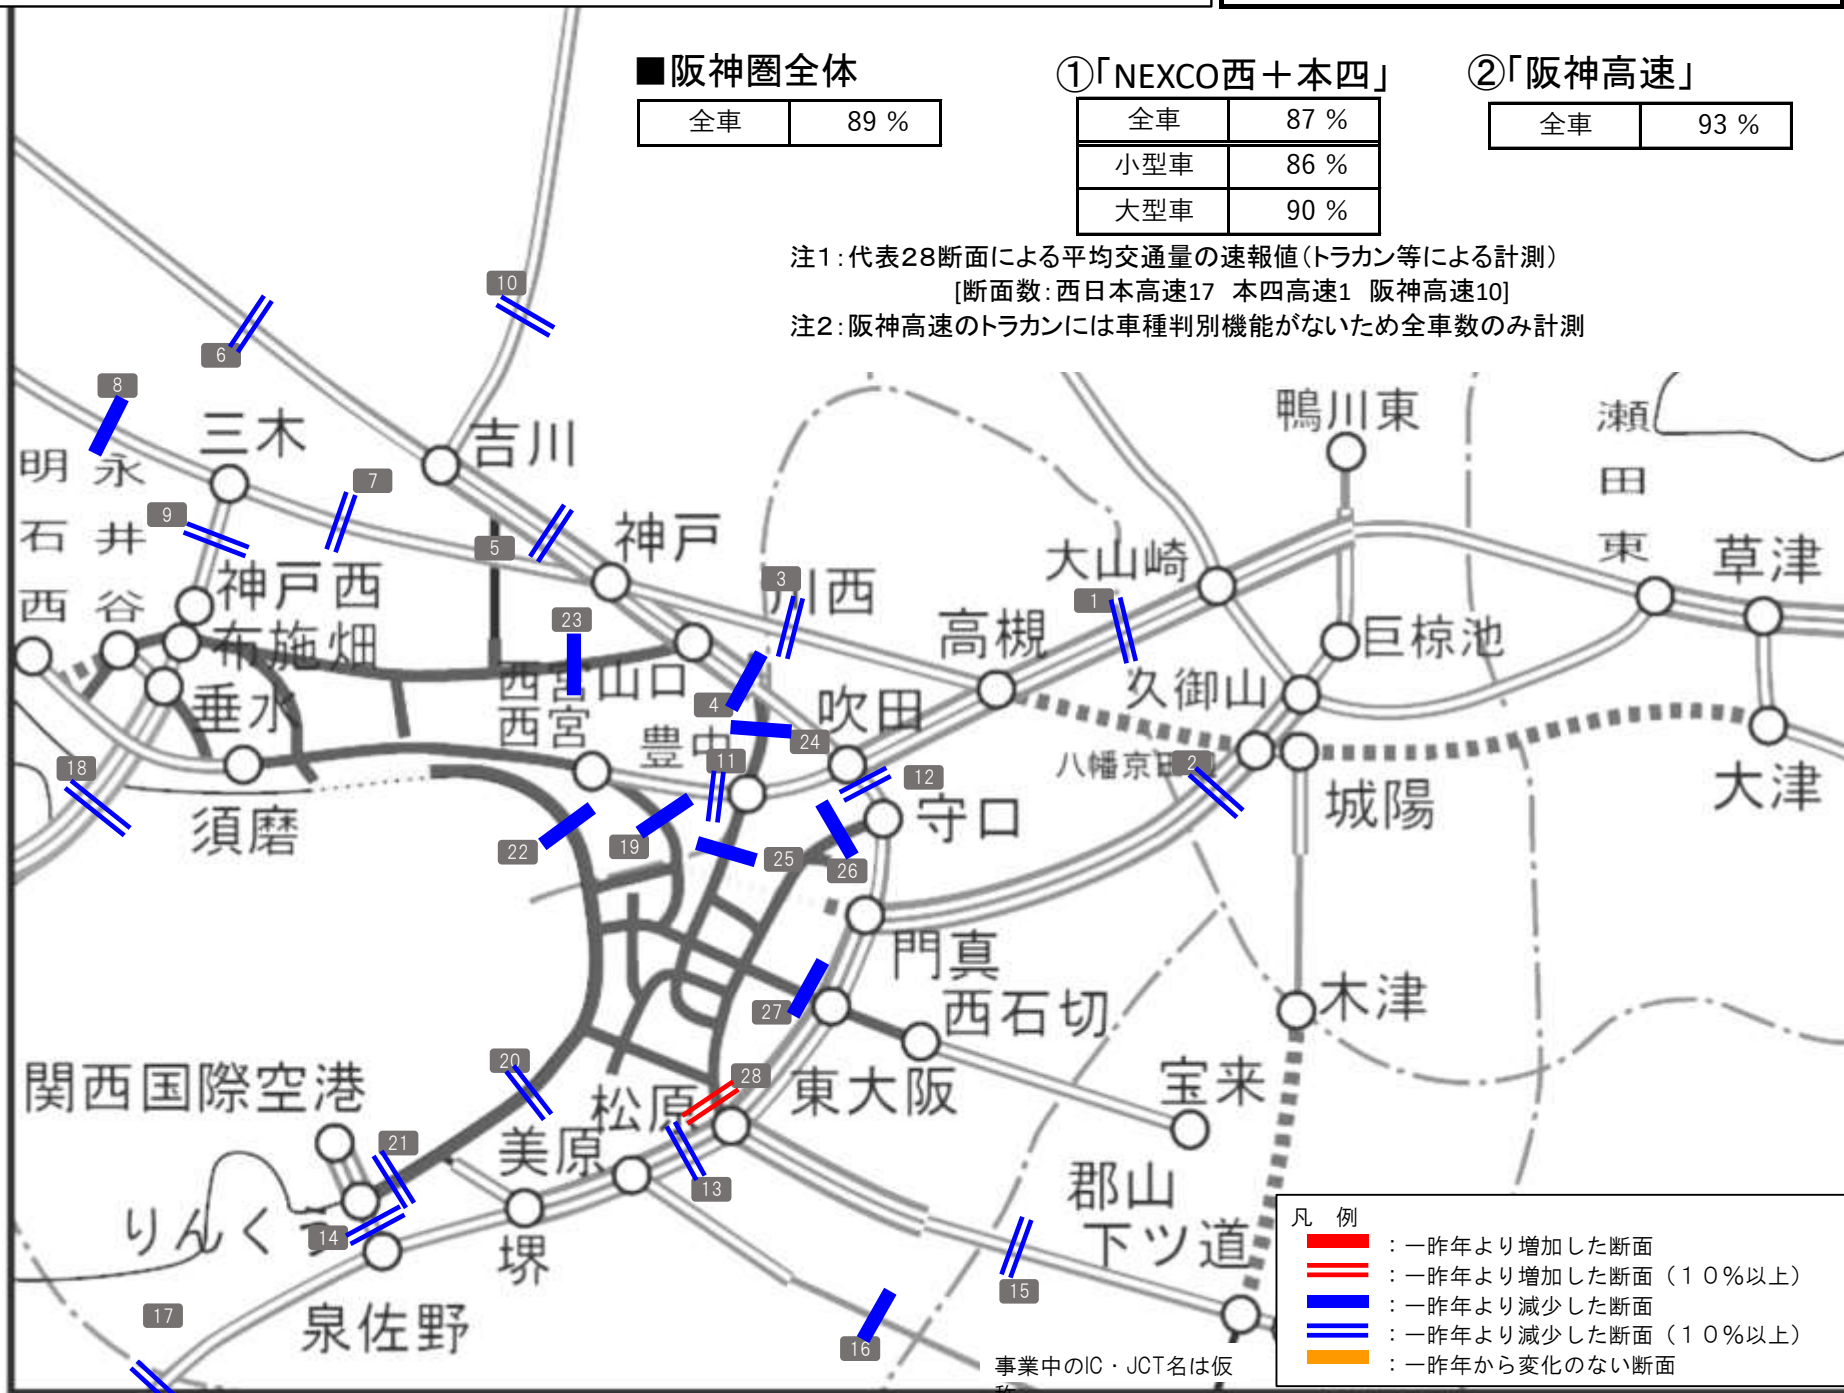 ■阪神圏全体
全車 89 %
①「NEXCO西＋本四」
全車 87 %
小型車 86 %
大型車 90 %
②「阪神高速」
全車 93 %
注１：代表２８断面による平均交通量の速報値（トラカン等による計測）
[断面数：西日本高速17 本四高速1 阪神高速10]
注２：阪神高速のトラカンには車種判別機能がないため全車数のみ計測
10
6
8
三木
吉川
鴨川東
瀬田東
明石西
永井谷
7
9
5
神戸
大山崎
草津
神戸西
3
川西
1
高槻
23
布施畑
巨椋池
西宮山口
久御山
垂水
4
吹田
西宮
豊中
24
18
11
12
八幡京田辺
2
城陽
大津
須磨
守口
22
19
25
26
門真
27
西石切
木津
関西国際空港
20
松原
28
東大阪
宝来
21
美原
13
郡山下ツ道
りんくう
14
堺
15
17
泉佐野
16
事業中のIC・JCT名は仮
凡 例
：一昨年より増加した断面
：一昨年より増加した断面（１０％以上）
：一昨年より減少した断面
：一昨年より減少した断面（１０％以上）
：一昨年から変化のない断面